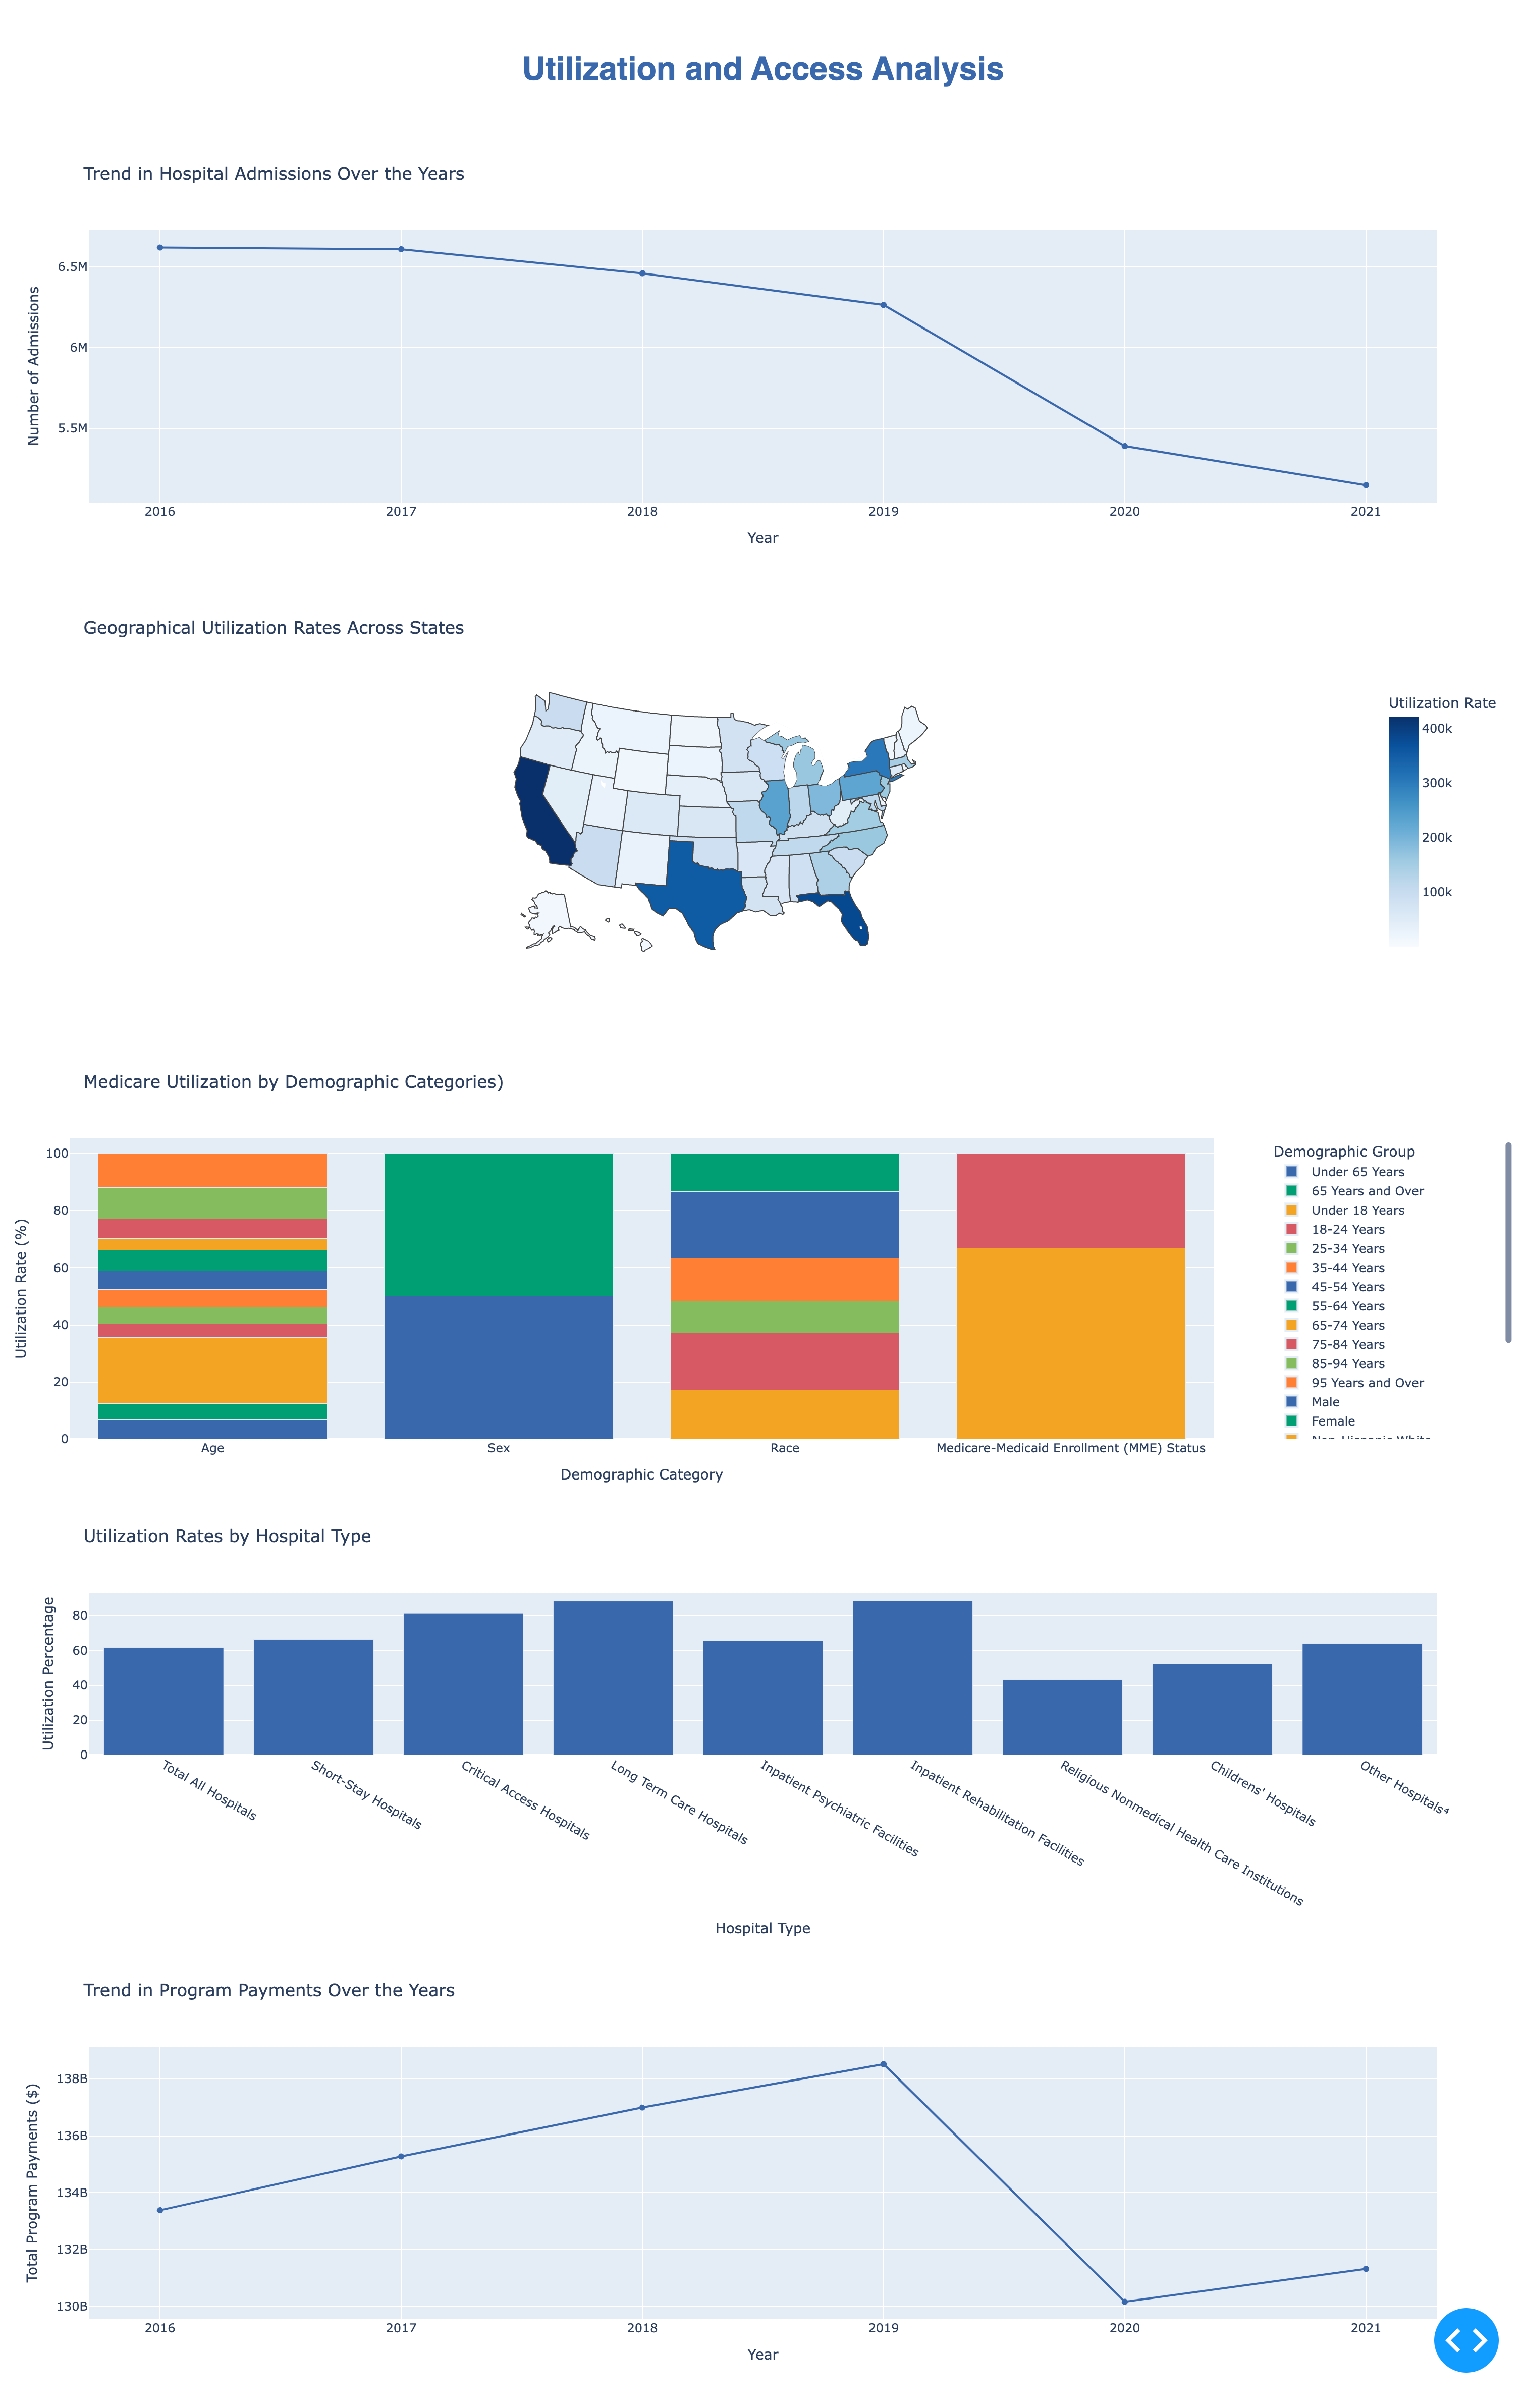 Utilization and Access Analysis
Trend in Hospital Admissions Over the Years
Number of Admissions
6.5M
6M
5.5M
2016 2017 2018 2019 2020 2021
Year
Geographical Utilization Rates Across States
Utilization Rate
400k
300k
200k
100k
Medicare Utilization by Demographic Categories)
Utilization Rate (%)
100
80
60
40
20
0
Age Sex Race Medicare-Medicaid Enrollment (MME) Status
Demographic Category
Demographic Group
Under 65 Years
65 Years and Over
Under 18 Years
18-24 Years
25-34 Years
35-44 Years
45-54 Years
55-64 Years
65-74 Years
75-84 Years
85-94 Years
95 Years and Over
Male
Female
Non-Hispanic White
Utilization Rates by Hospital Type
Utilization Percentage
80
60
40
20
0
Total All Hospitals
Short-Stay Hospitals
Critical Access Hospitals
Long Term Care Hospitals
Inpatient Psychiatric Facilities
Inpatient Rehabilitation Facilities
Religious Nonmedical Health Care Institutions
Childrens' Hospitals
Other Hospitals⁴
Hospital Type
Trend in Program Payments Over the Years
Total Program Payments ($)
138B
136B
134B
132B
130B
2016 2017 2018 2019 2020 2021
Year